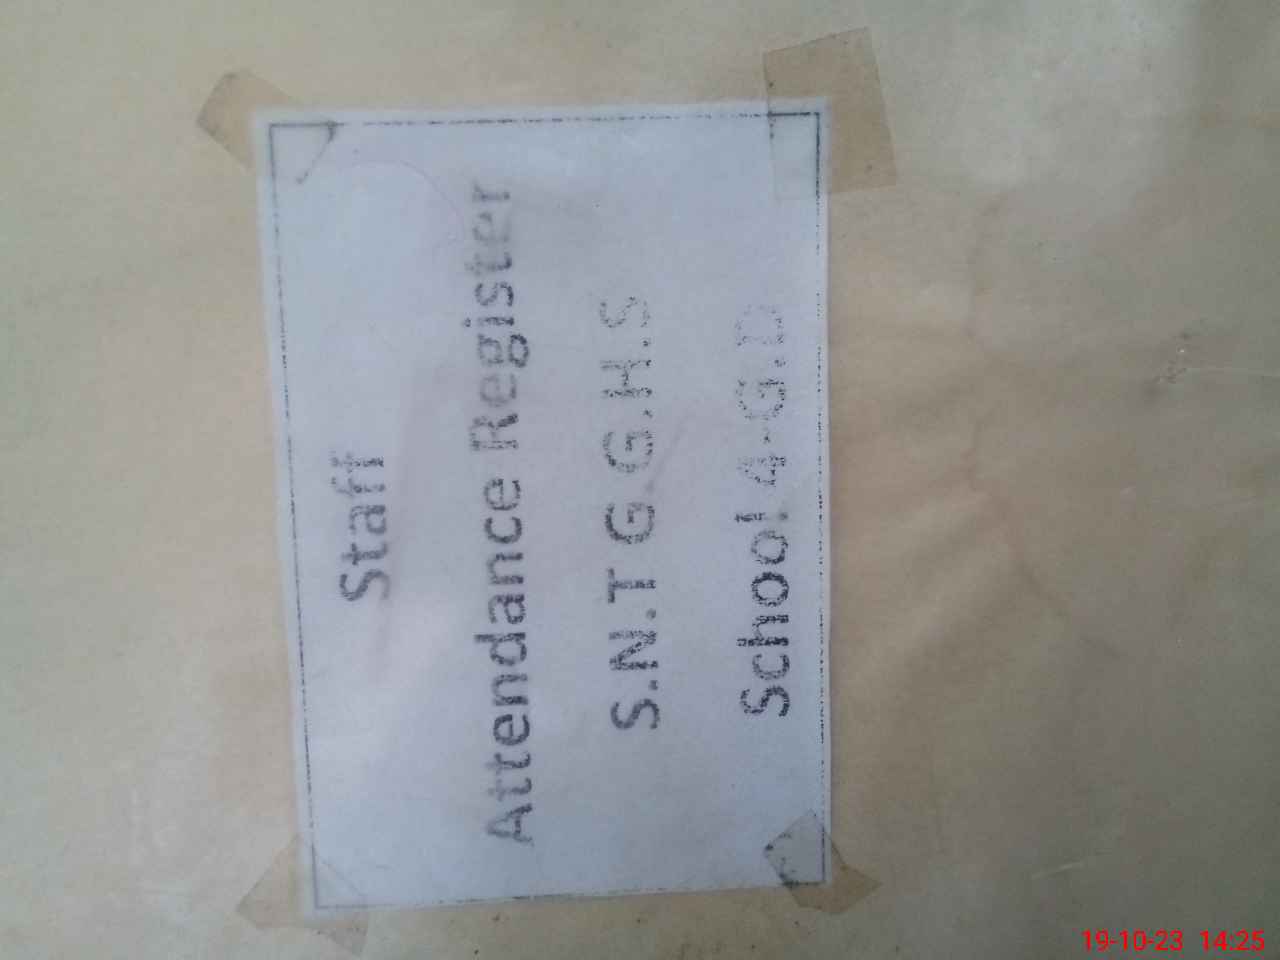 Staff
Attendance Register
S.N.T G.G.H.S
School 4-G.D
19-10-23 14:25